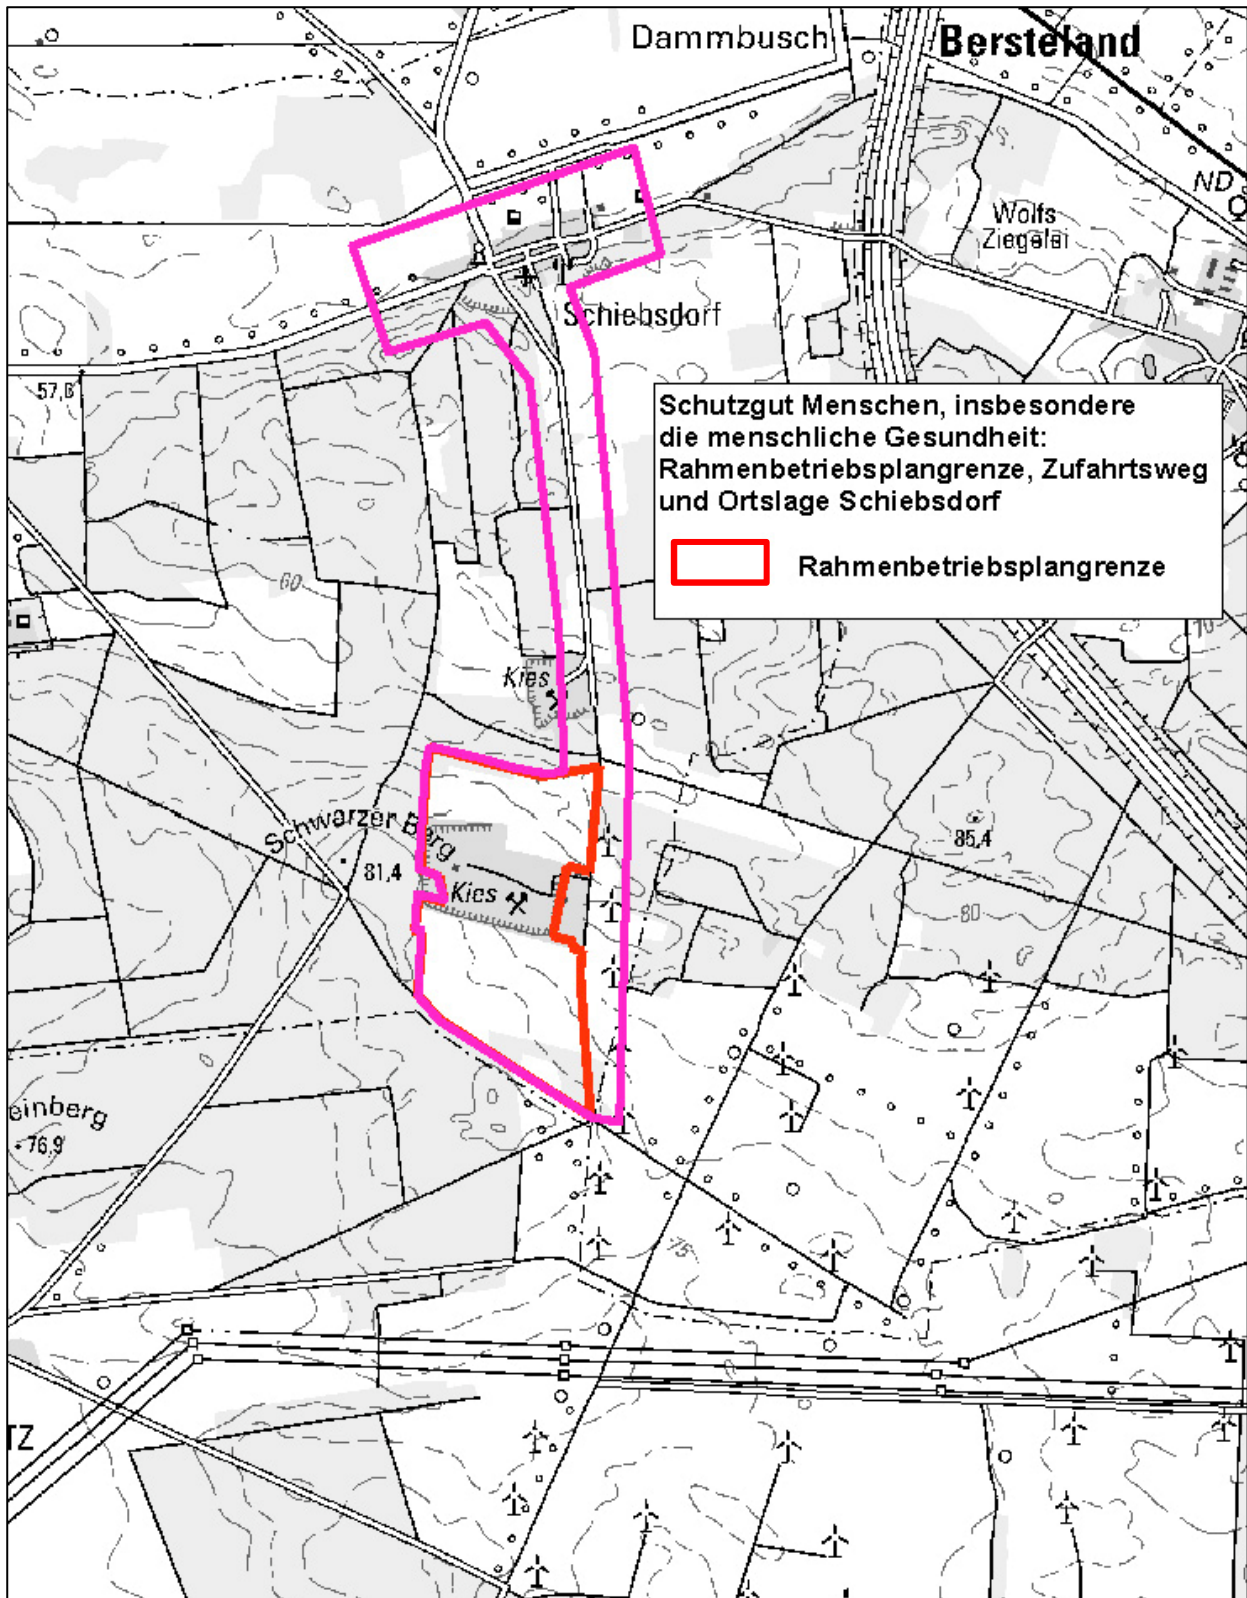 Dammbusch
Bersteland
ND
Wolfs
Ziegelei
Schiebsdorf
57,8
Schutzgut Menschen, insbesondere
die menschliche Gesundheit:
Rahmenbetriebsplangrenze, Zufahrtsweg
und Ortslage Schiebsdorf
Rahmenbetriebsplangrenze
60
70
Kies
Schwarzer Berg
81,4
85,4
Kies
80
einberg
76,9
75
TZ